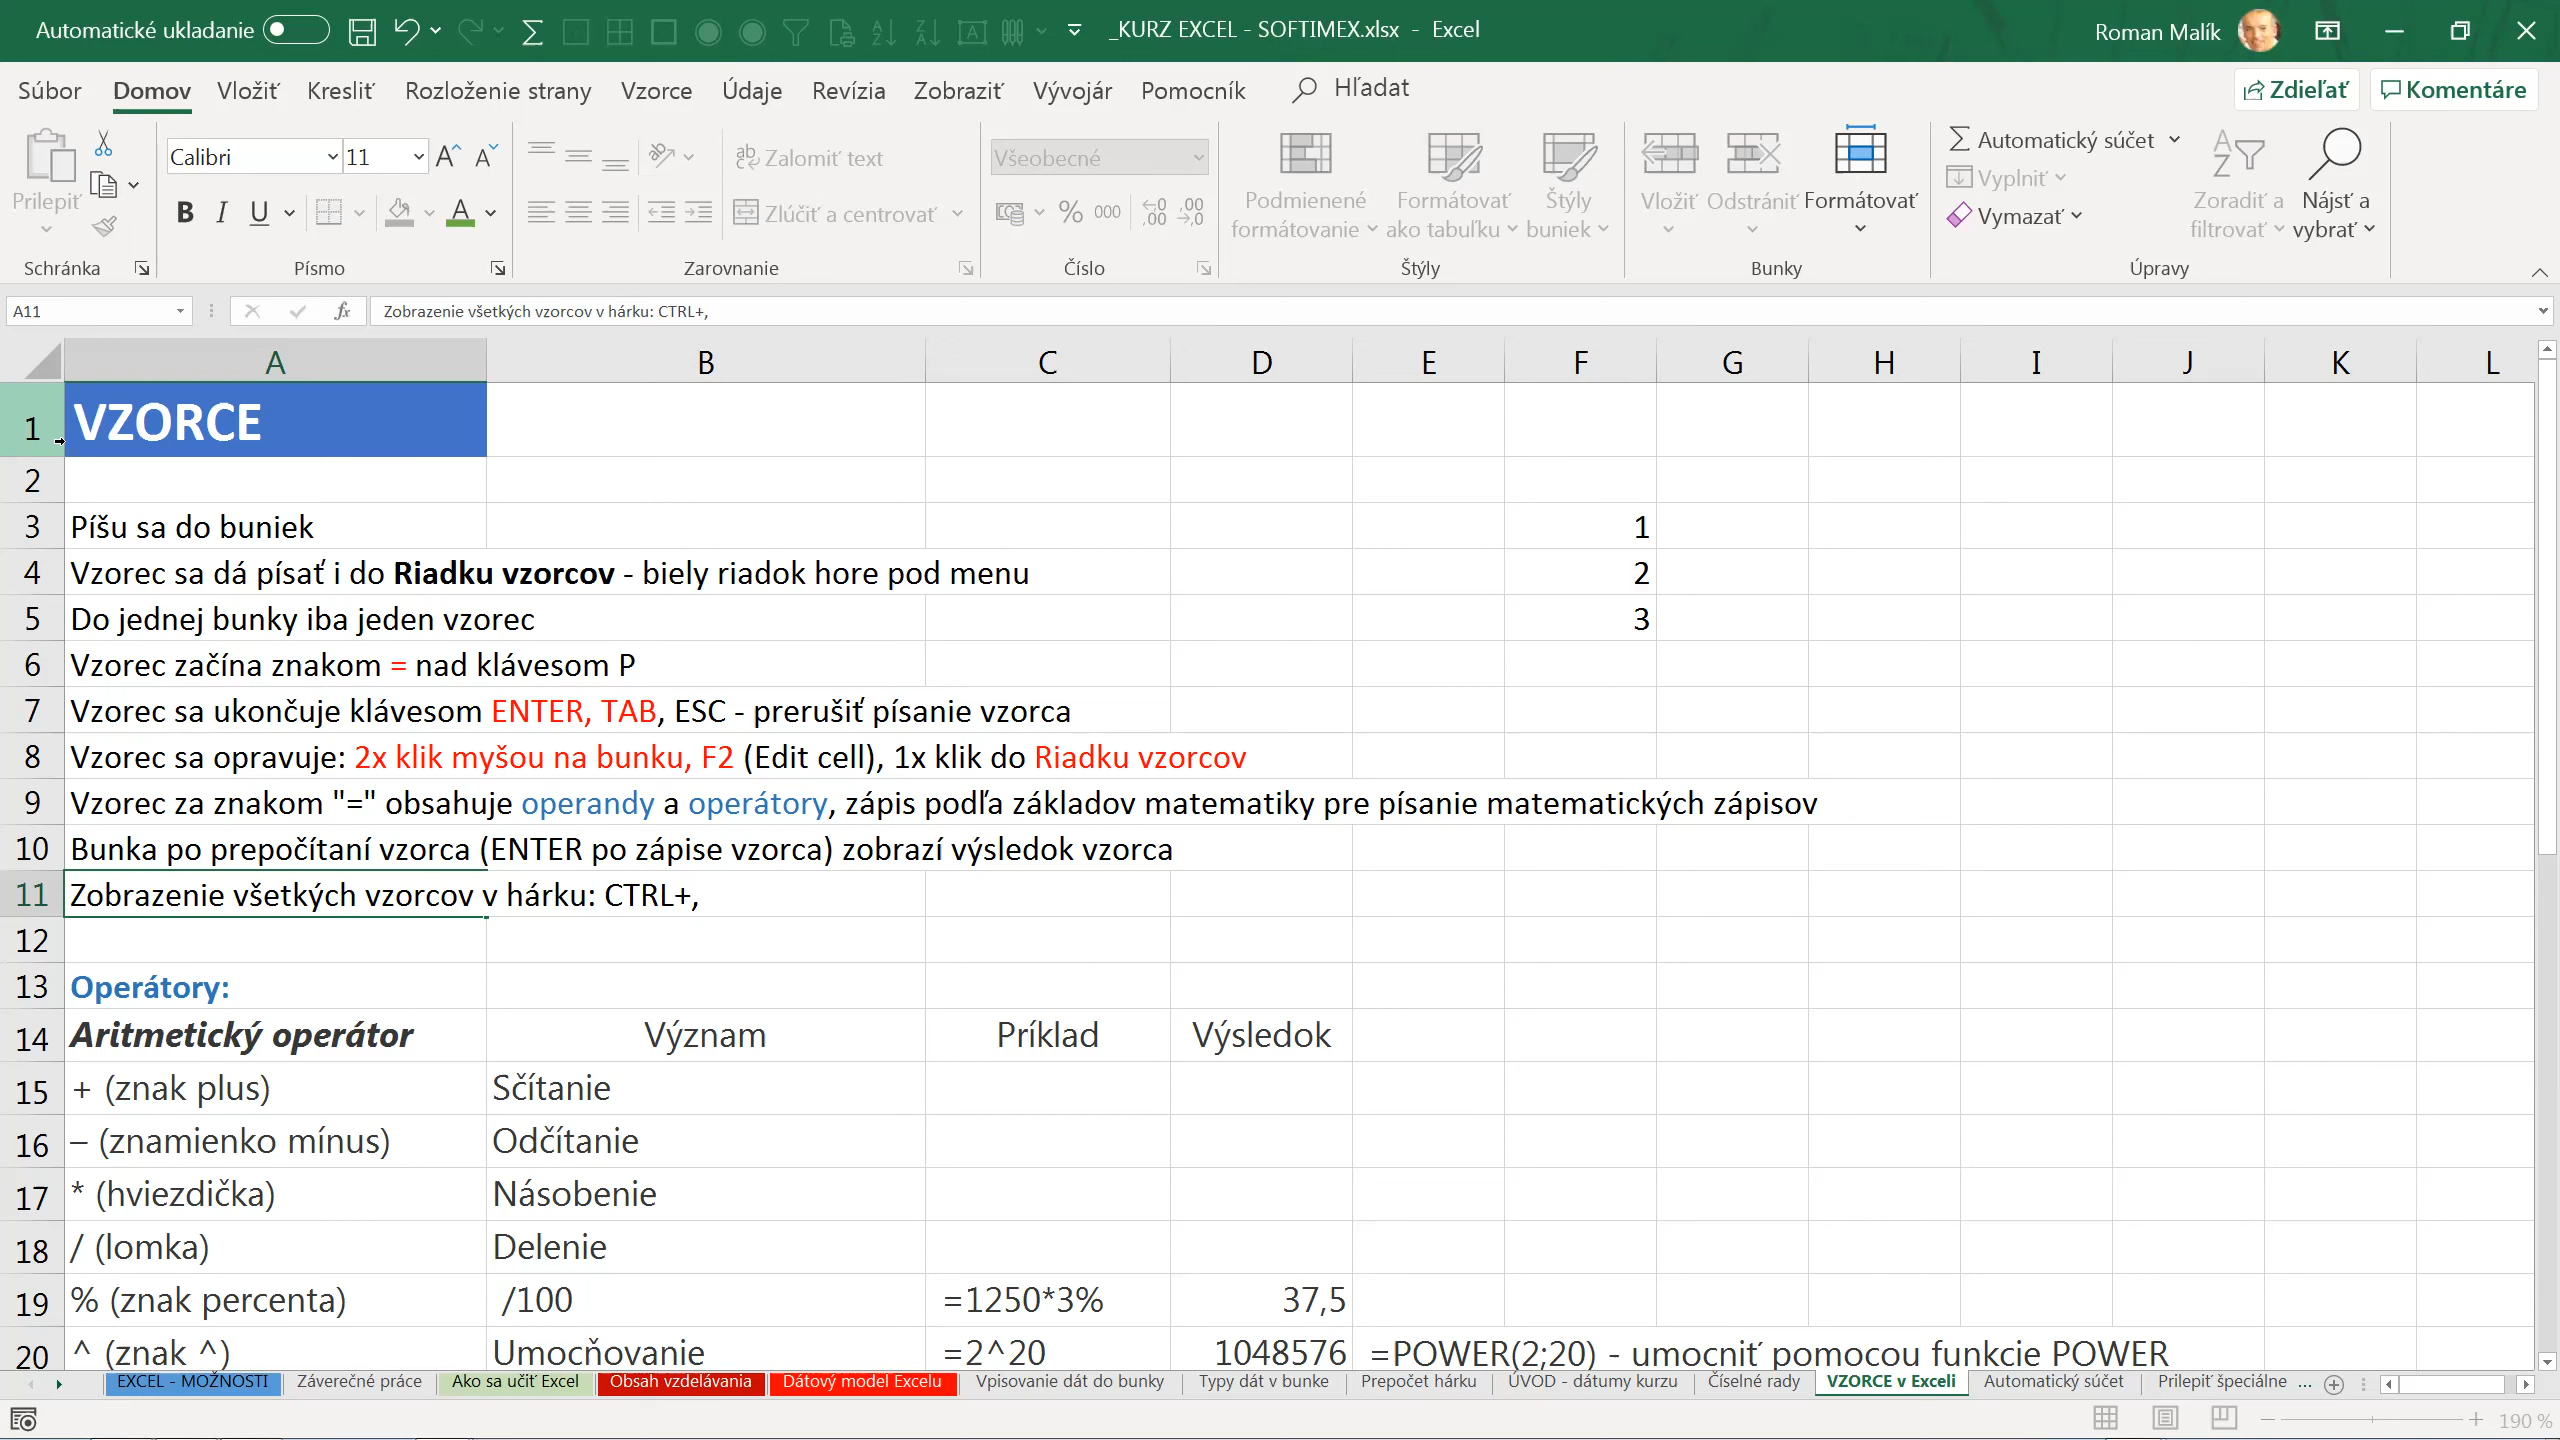 Automatické ukladanie
_KURZ EXCEL - SOFTIMEX.xlsx - Excel
Roman Malík
Súbor Domov Vložiť Kresliť Rozloženie strany Vzorce Údaje Revízia Zobraziť Vývojár Pomocník Hľadať
Zdieľať Komentáre
Prilepiť
Calibri 11
Zalomiť text
Zlúčiť a centrovať
Všeobecné
% 000
Podmienené formátovanie
Formátovať ako tabuľku
Štýly buniek
Vložiť Odstrániť Formátovať
Automatický súčet
Vyplniť
Vymazať
Zoradiť a filtrovať
Nájsť a vybrať
Schránka Písmo Zarovnanie Číslo Štýly Bunky Úpravy
A11 fx Zobrazenie všetkých vzorcov v hárku: CTRL+,
A B C D E F G H I J K L
1 VZORCE
2
3 Píšu sa do buniek 1
4 Vzorec sa dá písať i do Riadku vzorcov - biely riadok hore pod menu 2
5 Do jednej bunky iba jeden vzorec 3
6 Vzorec začína znakom = nad klávesom P
7 Vzorec sa ukončuje klávesom ENTER, TAB, ESC - prerušiť písanie vzorca
8 Vzorec sa opravuje: 2x klik myšou na bunku, F2 (Edit cell), 1x klik do Riadku vzorcov
9 Vzorec za znakom "=" obsahuje operandy a operátory, zápis podľa základov matematiky pre písanie matematických zápisov
10 Bunka po prepočítaní vzorca (ENTER po zápise vzorca) zobrazí výsledok vzorca
11 Zobrazenie všetkých vzorcov v hárku: CTRL+,
12
13 Operátory:
14 Aritmetický operátor Význam Príklad Výsledok
15 + (znak plus) Sčítanie
16 – (znamienko mínus) Odčítanie
17 * (hviezdička) Násobenie
18 / (lomka) Delenie
19 % (znak percenta) /100 =1250*3% 37,5
20 ^ (znak ^) Umocňovanie =2^20 1048576 =POWER(2;20) - umocniť pomocou funkcie POWER
EXCEL - MOŽNOSTI Záverečné práce Ako sa učiť Excel Obsah vzdelávania Dátový model Excelu Vpisovanie dát do bunky Typy dát v bunke Prepočet hárku ÚVOD - dátumy kurzu Číselné rady VZORCE v Exceli Automatický súčet Prilepiť špeciálne ...
190 %